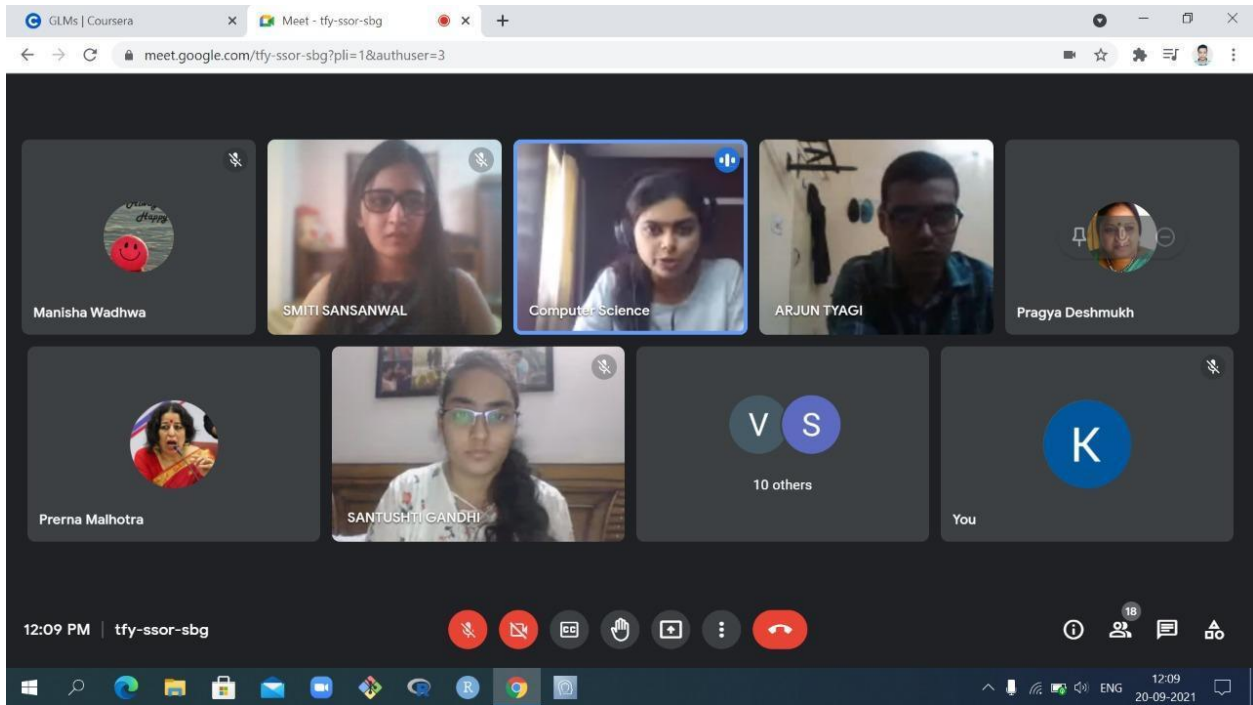 GLMs | Coursera
Meet - tfy-ssor-sbg
meet.google.com/tfy-ssor-sbg?pli=1&authuser=3
Happy
Manisha Wadhwa
SMITI SANSANWAL
Computer Science
ARJUN TYAGI
Pragya Deshmukh
Prerna Malhotra
SANTUSHTI GANDHI
V S
10 others
K
You
12:09 PM | tfy-ssor-sbg
CC
18
R
ENG
12:09
20-09-2021